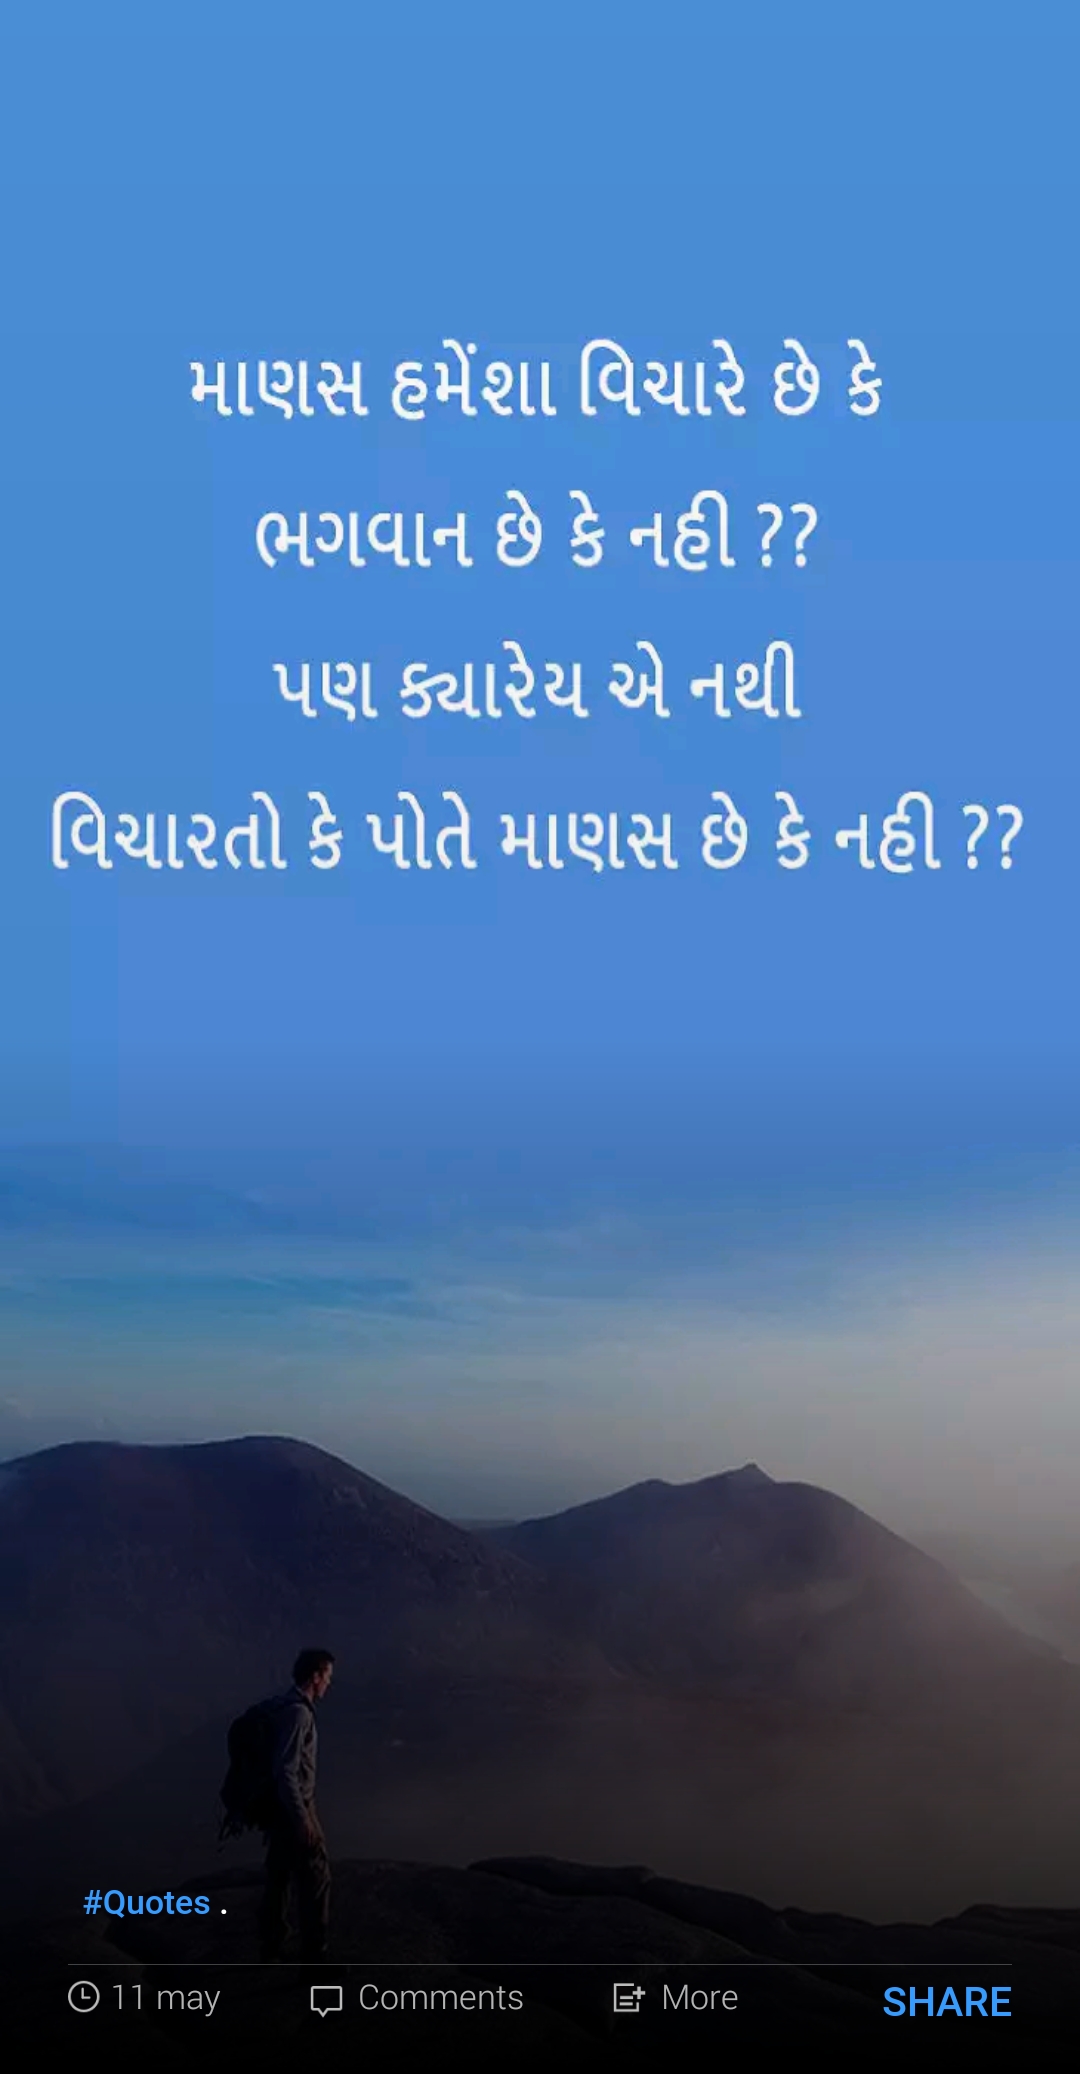 માણસ હમેંશા વિચારે છે કે
ભગવાન છે કે નહી ??
પણ ક્યારેય એ નથી
વિચારતો કે પોતે માણસ છે કે નહી ??
#Quotes .
11 may Comments More SHARE